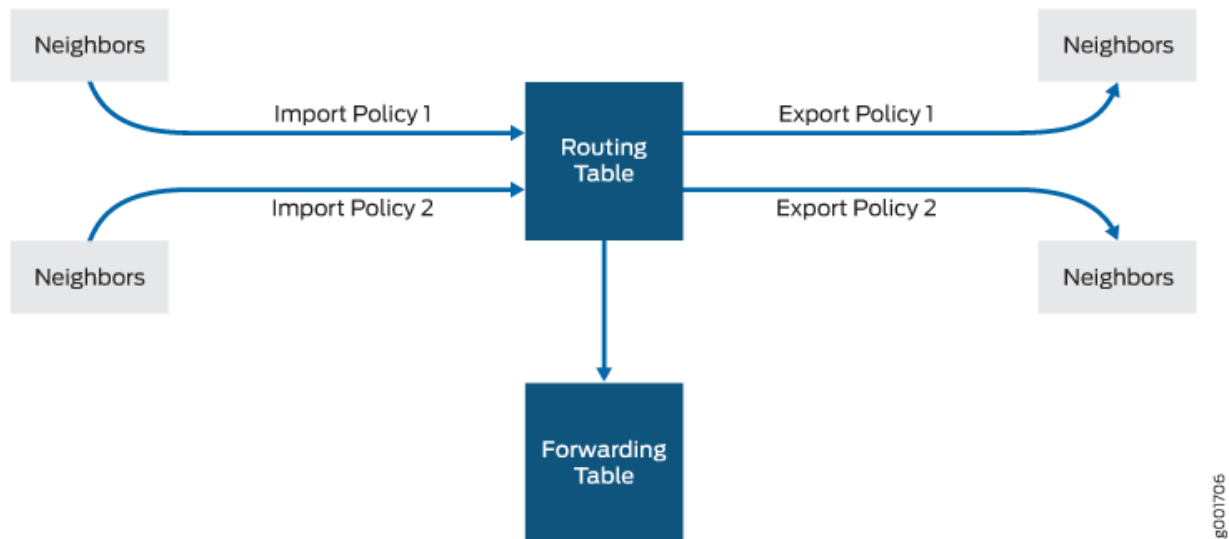 Neighbors
Neighbors
Import Policy 1
Export Policy 1
Routing
Table
Import Policy 2
Export Policy 2
Neighbors
Neighbors
Forwarding
Table
g001706